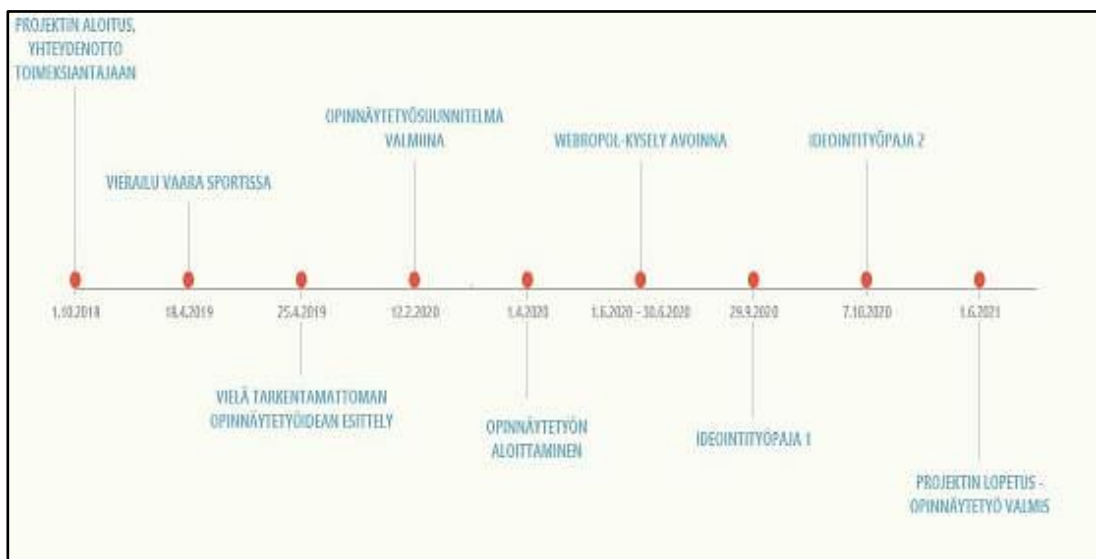 PROJEKTIN ALOITUS,
YHTEYDENOTTO
TOIMEKSIANTAJAAN
1.10.2018
VIERAILU VAARA SPORTISSA
18.4.2019
25.4.2019
VIELÄ TARKENTAMATTOMAN
OPINNÄYTETYÖIDEAN ESITTELY
OPINNÄYTETYÖSUUNNITELMA
VALMIINA
12.2.2020
1.4.2020
OPINNÄYTETYÖN
ALOITTAMINEN
WEBROPOL-KYSELY AVOINNA
1.6.2020 - 30.6.2020
29.9.2020
IDEOINTITYÖPAJA 1
IDEOINTITYÖPAJA 2
7.10.2020
1.6.2021
PROJEKTIN LOPETUS -
OPINNÄYTETYÖ VALMIS